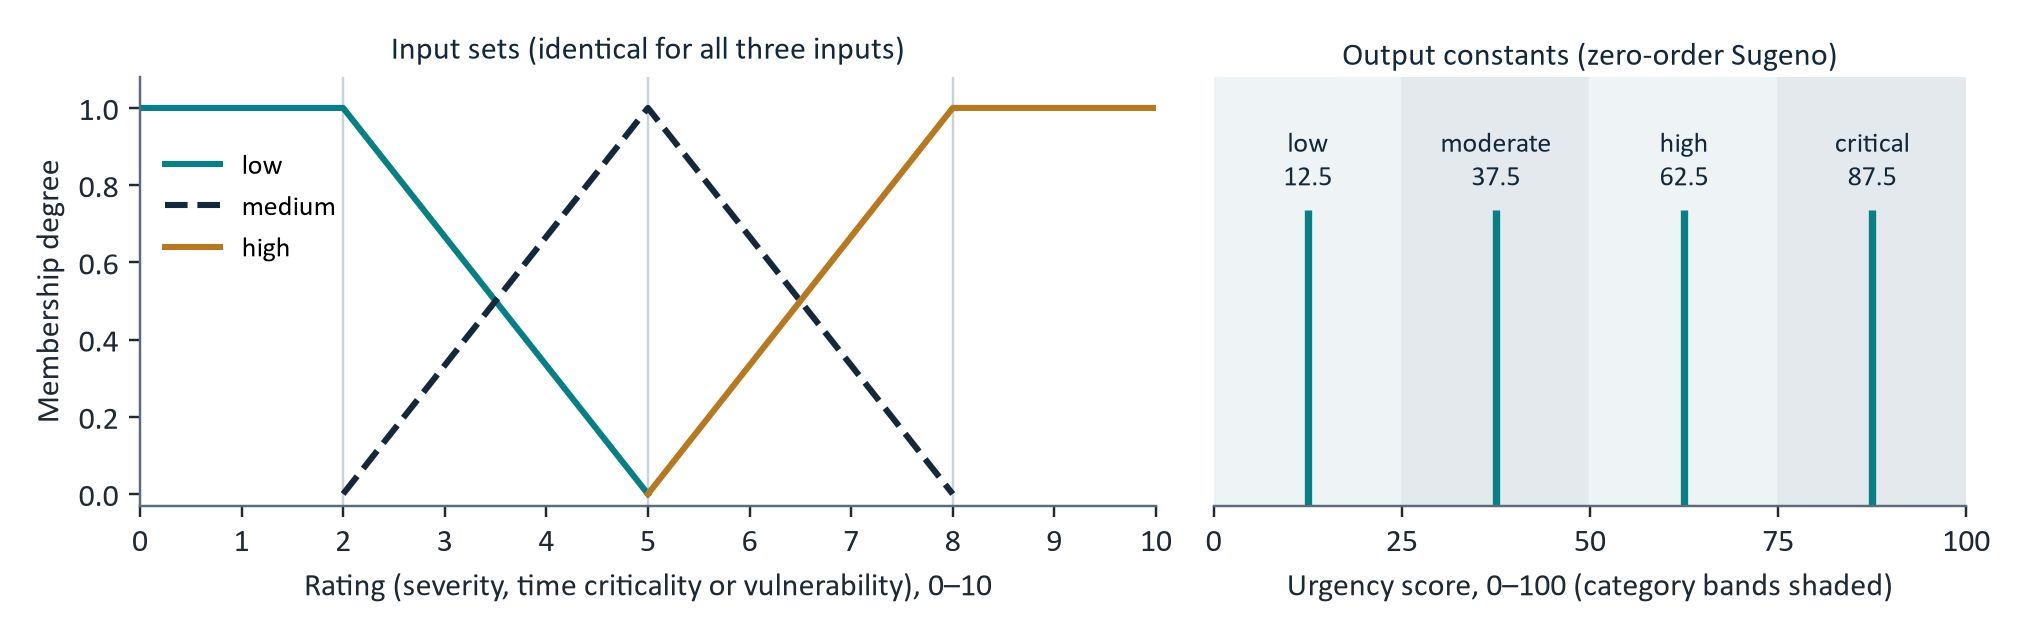 Input sets (identical for all three inputs)
Membership degree
1.0
0.8
0.6
0.4
0.2
0.0
low
medium
high
0 1 2 3 4 5 6 7 8 9 10
Rating (severity, time criticality or vulnerability), 0–10
Output constants (zero-order Sugeno)
low moderate high critical
12.5 37.5 62.5 87.5
0 25 50 75 100
Urgency score, 0–100 (category bands shaded)